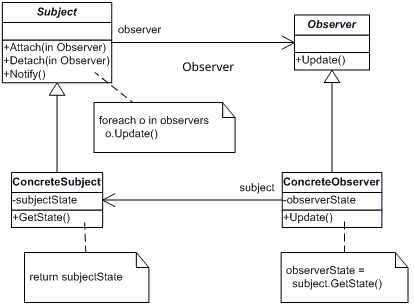 Subject
+Attach(in Observer)
+Detach(in Observer)
+Notify()
observer
Observer
Observer
+Update()
foreach o in observers
o.Update()
ConcreteSubject
-subjectState
+GetState()
subject
ConcreteObserver
-observerState
+Update()
return subjectState
observerState =
subject.GetState()